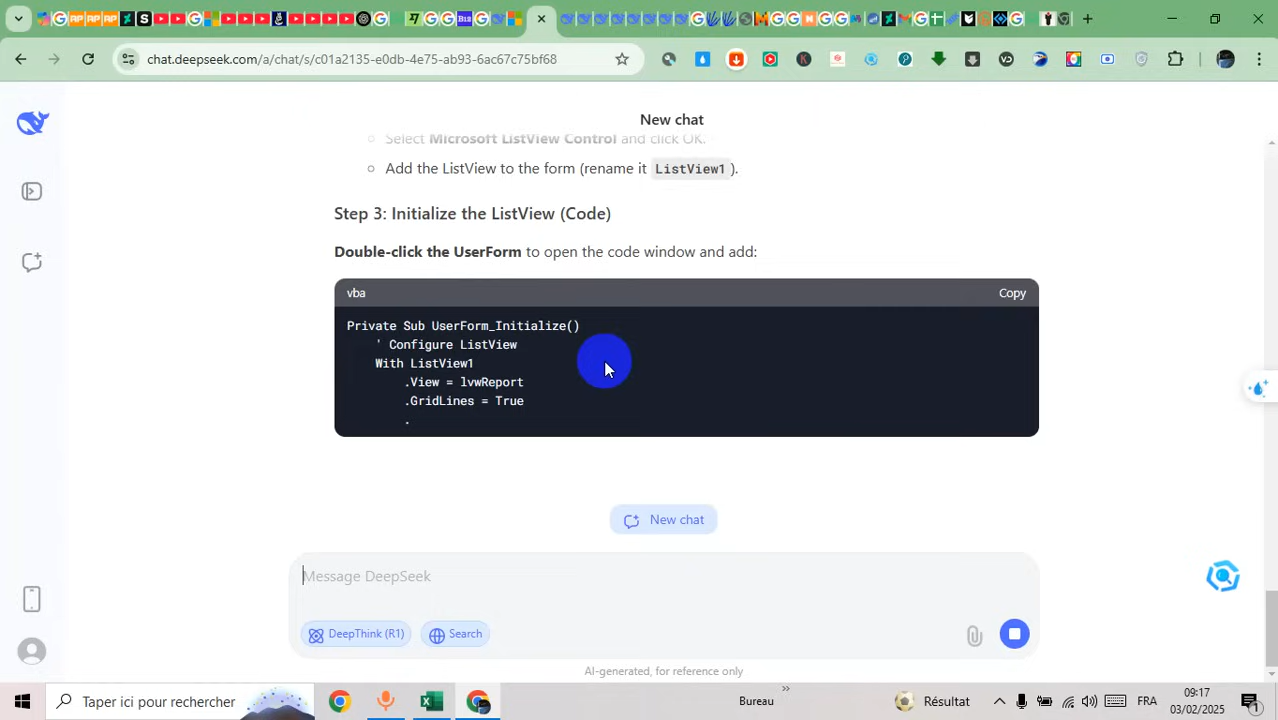 chat.deepseek.com/a/chat/s/c01a2135-e0db-4e75-ab93-6ac67c75bf68
New chat
Select Microsoft ListView Control and click OK.
Add the ListView to the form (rename it ListView1 ).
Step 3: Initialize the ListView (Code)
Double-click the UserForm to open the code window and add:
vba Copy
Private Sub UserForm_Initialize()
' Configure ListView
With ListView1
.View = lvwReport
.GridLines = True
.
New chat
Message DeepSeek
DeepThink (R1) Search
AI-generated, for reference only
Taper ici pour rechercher Bureau » Résultat FRA 09:17
03/02/2025